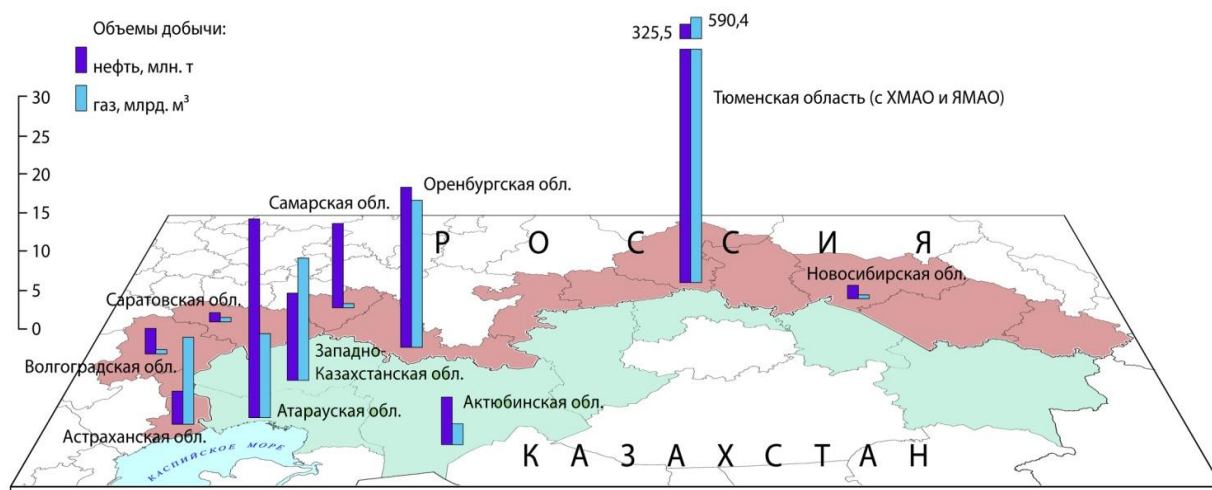 Объемы добычи:
нефть, млн. т
газ, млрд. м³
325,5
590,4
30
25
20
15
10
5
0
Тюменская область (с ХМАО и ЯМАО)
Оренбургская обл.
Самарская обл.
РОССИЯ
Новосибирская обл.
Саратовская обл.
Волгоградская обл.
Западно-
Казахстанская обл.
Астраханская обл.
Атарауская обл.
Актюбинская обл.
КАСПИЙСКОЕ МОРЕ
КАЗАХСТАН